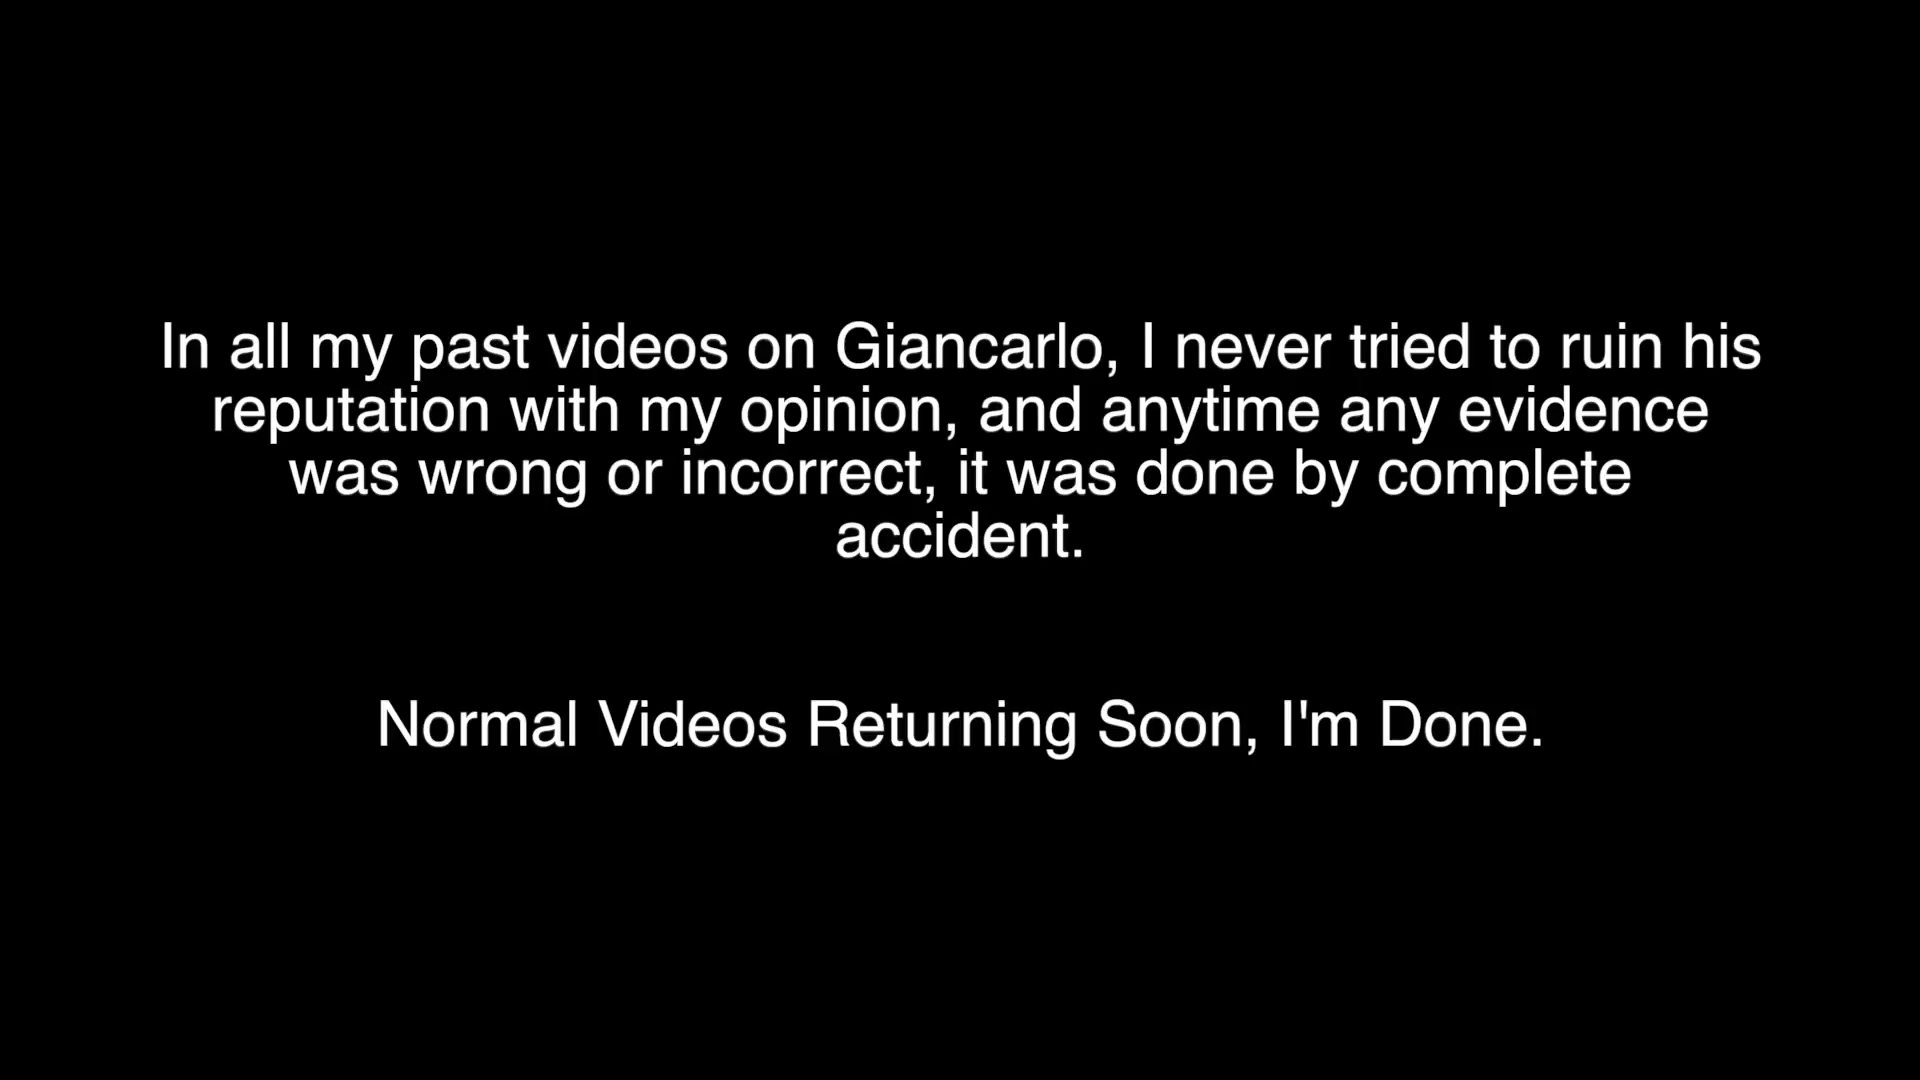 In all my past videos on Giancarlo, I never tried to ruin his
reputation with my opinion, and anytime any evidence
was wrong or incorrect, it was done by complete
accident.
Normal Videos Returning Soon, I'm Done.